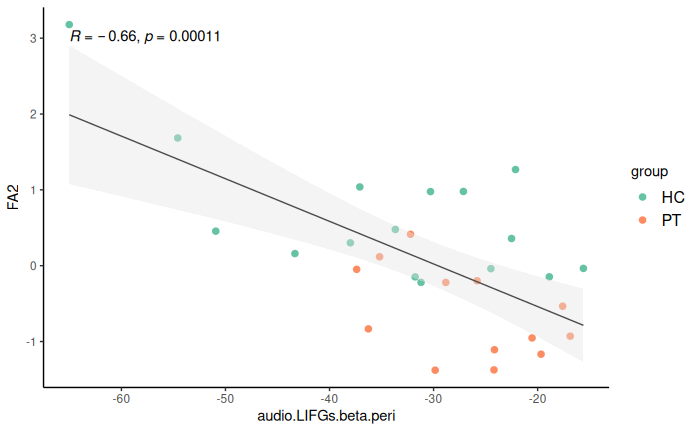 R = −0.66, p = 0.00011
3
2
1
0
-1
FA2
-60
-50
-40
-30
-20
audio.LIFGs.beta.peri
group
HC
PT